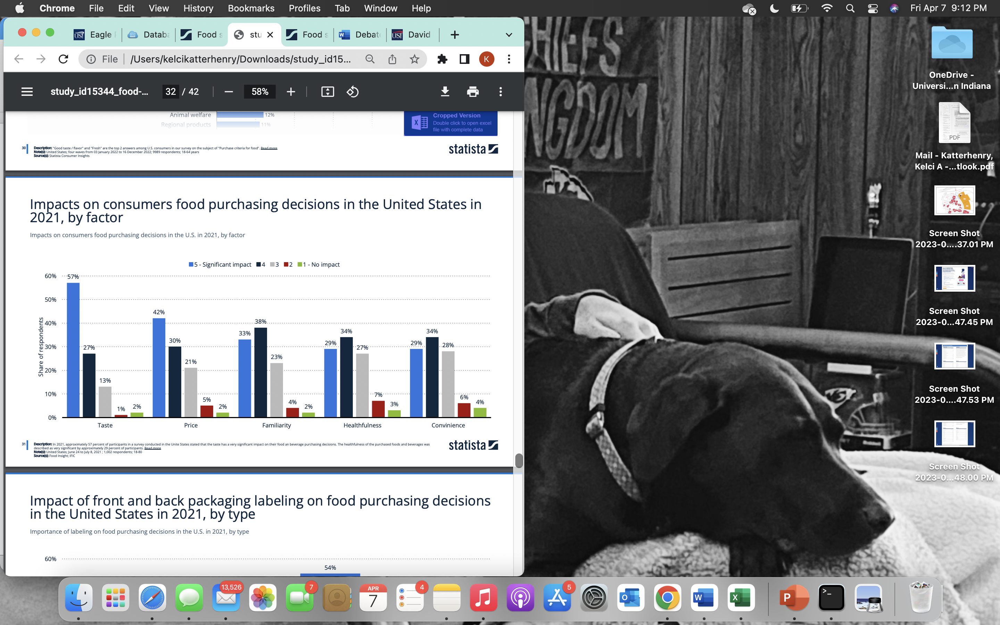 Chrome File Edit View History Bookmarks Profiles Tab Window Help
Fri Apr 7 9:12 PM
Eagle Databa Food s stu Food s Debat David
File /Users/kelcikatterhenry/Downloads/study_id15...
K
study_id15344_food-... 32 / 42 58%
Animal welfare 12%
Regional products 11%
Cropped Version
Double click to open excel
file with complete data
30
Description: "Good taste / flavor" and "Fresh" are the top 2 answers among U.S. consumers in our survey on the subject of "Purchase criteria for food". Read more
Note(s): United States; four waves from 03 January 2022 to 16 December 2022; 9989 respondents; 18-64 years
Source(s): Statista Consumer Insights
statista
Impacts on consumers food purchasing decisions in the United States in
2021, by factor
Impacts on consumers food purchasing decisions in the U.S. in 2021, by factor
5 - Significant impact 4 3 2 1 - No impact
Share of respondents
60%
50%
40%
30%
20%
10%
0%
57% 27% 13% 1% 2%
42% 30% 21% 5% 2%
33% 38% 23% 4% 2%
29% 34% 27% 7% 3%
29% 34% 28% 6% 4%
Taste Price Familiarity Healthfulness Convinience
31
Description: In 2021, approximately 57 percent of participants in a survey conducted in the Unite States stated that the taste has a very significant impact on their food an beverage purchasing decisions. The healthfulness of the purchased foods and beverages was
described as very significant by approximately 29 percent of participants. Read more
Note(s): United States; June 24 to July 8, 2021 ; 1,002 respondents; 18-80
Source(s): Food Insight; IFIC
statista
Impact of front and back packaging labeling on food purchasing decisions
in the United States in 2021, by type
Importance of labeling on food purchasing decisions in the U.S. in 2021, by type
60%
54%
HIEFS
NGDOM
NGDOM
OneDrive -
Universi...n Indiana
PDF
Mail - Katterhenry,
Kelci A -...tlook.pdf
Screen Shot
2023-0....37.01 PM
Screen Shot
2023-0...47.45 PM
Screen Shot
2023-0....47.53 PM
Screen Shot
2023-0...48.00 PM
13,526
7
APR
7
4
5